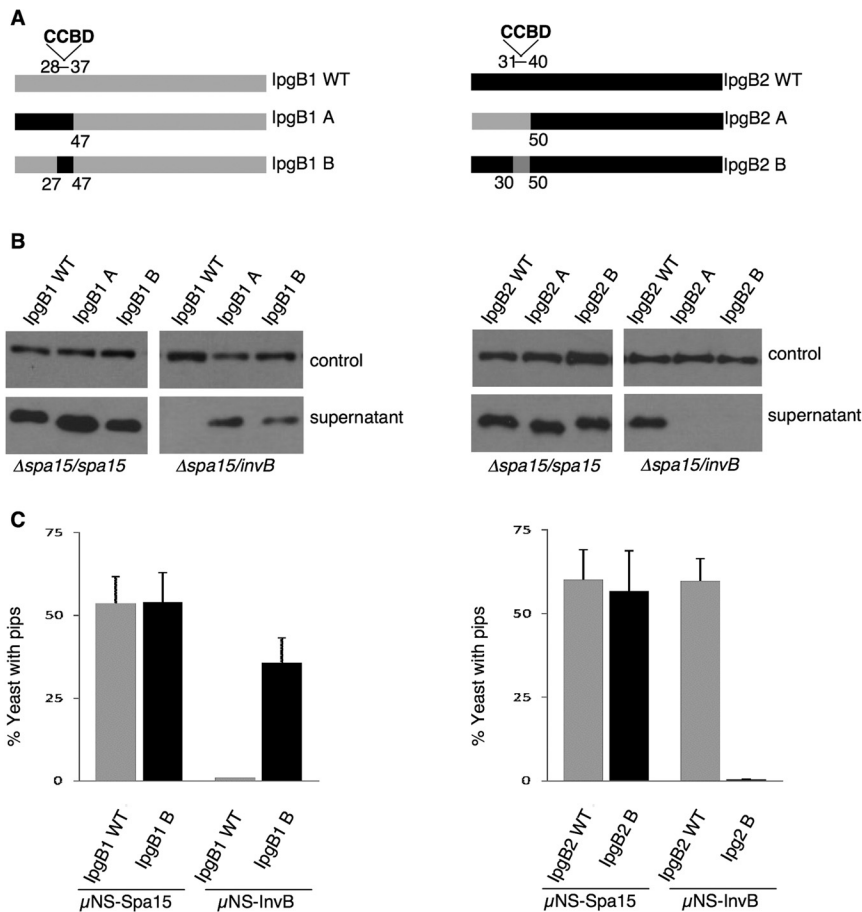 A
CCBD
28 37
IpgB1 WT
IpgB1 A
47
IpgB1 B
27 47
CCBD
31 40
IpgB2 WT
IpgB2 A
50
IpgB2 B
30 50
B
IpgB1 WT IpgB1 A IpgB1 B IpgB1 WT IpgB1 A IpgB1 B
control
supernatant
Δspa15/spa15 Δspa15/invB
IpgB2 WT IpgB2 A IpgB2 B IpgB2 WT IpgB2 A IpgB2 B
control
supernatant
Δspa15/spa15 Δspa15/invB
C
% Yeast with pips
75
50
25
0
IpgB1 WT IpgB1 B IpgB1 WT IpgB1 B
μNS-Spa15 μNS-InvB
% Yeast with pips
75
50
25
0
IpgB2 WT IpgB2 B IpgB2 WT Ipg2 B
μNS-Spa15 μNS-InvB